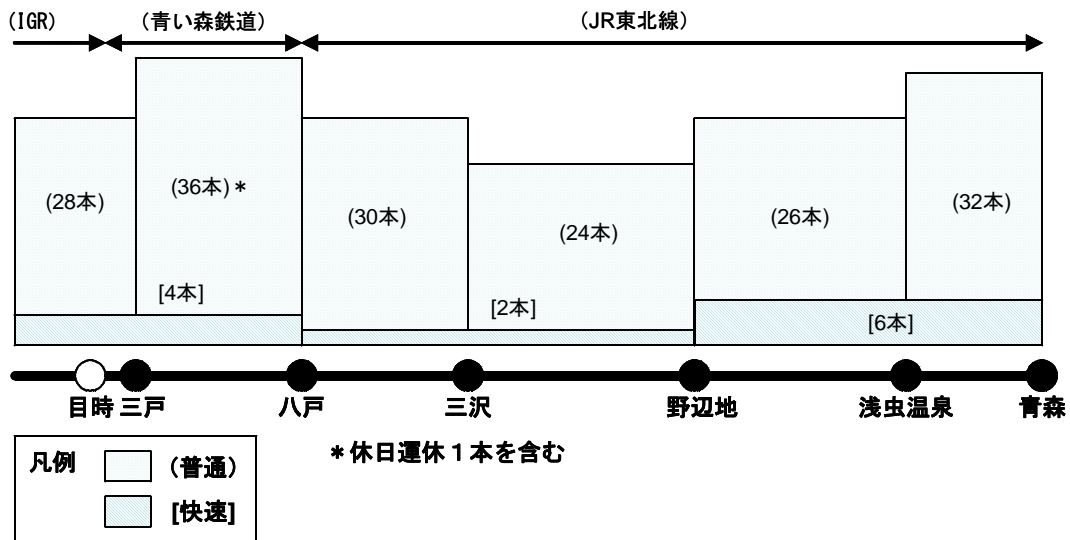 (IGR)
(青い森鉄道)
(JR東北線)
(28本)
(36本)*
(30本)
(24本)
(26本)
(32本)
[4本]
[2本]
[6本]
目時 三戸 八戸 三沢 野辺地 浅虫温泉 青森
*休日運休1本を含む
凡例 (普通)
[快速]